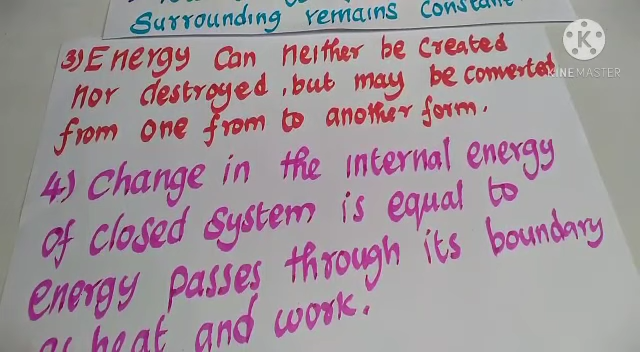 Surrounding remains constant
3) Energy can neither be created
nor destroyed, but may be converted
from one from to another form.
4) Change in the internal energy
of closed system is equal to
energy passes through its boundary
as heat and work.
KINEMASTER